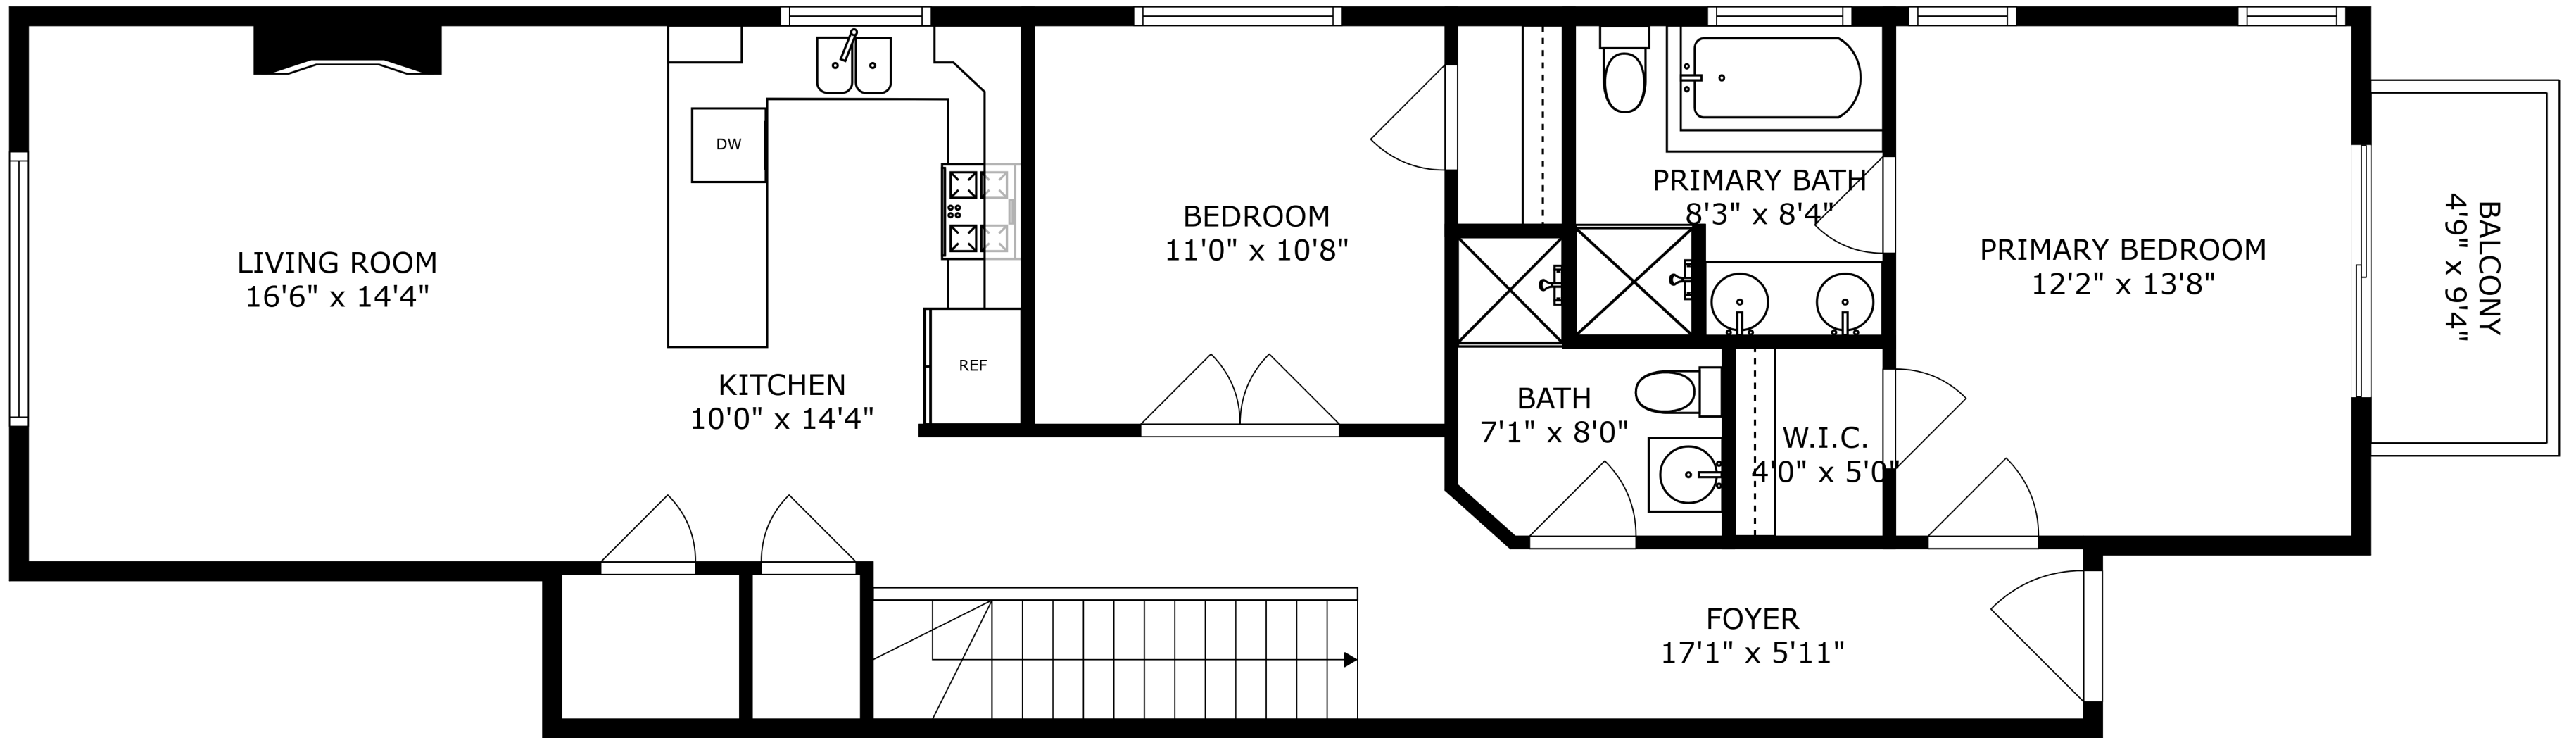 LIVING ROOM
16'6" x 14'4"
DW
KITCHEN
10'0" x 14'4"
REF
BEDROOM
11'0" x 10'8"
PRIMARY BATH
8'3" x 8'4"
BATH
7'1" x 8'0"
W.I.C.
4'0" x 5'0"
PRIMARY BEDROOM
12'2" x 13'8"
BALCONY
4'9" x 9'4"
FOYER
17'1" x 5'11"